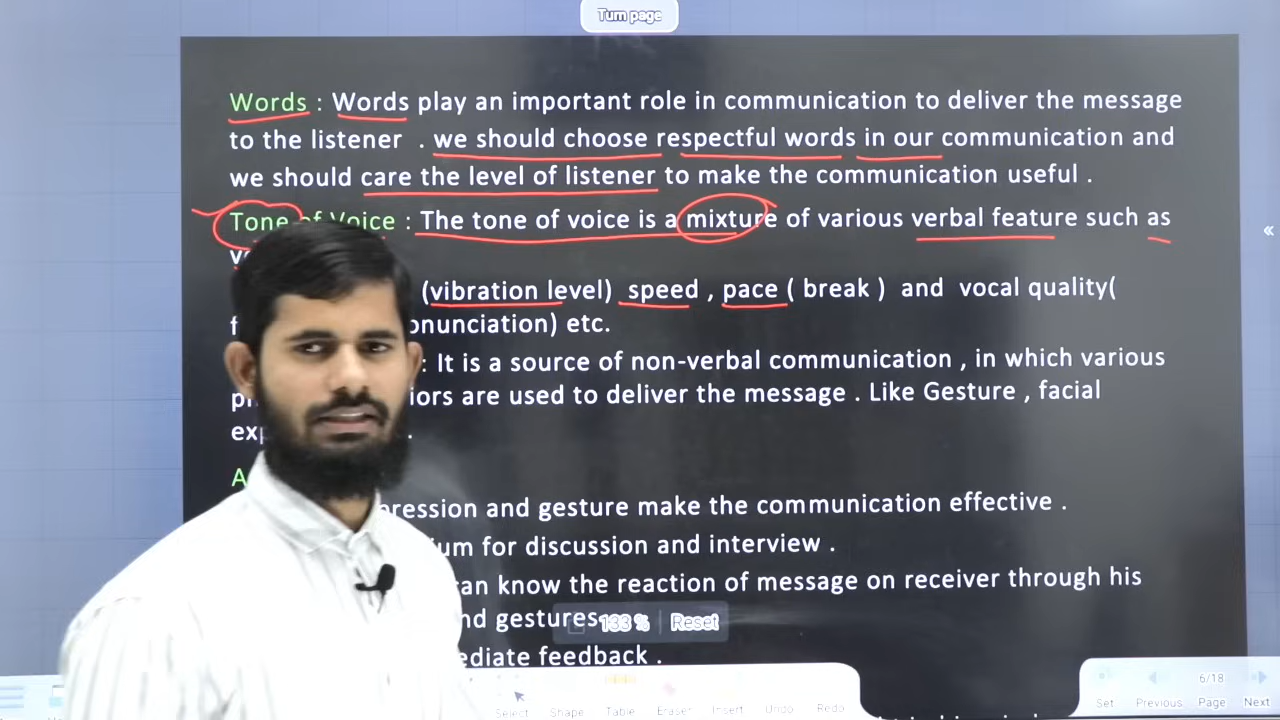 Turn page
Words : Words play an important role in communication to deliver the message
to the listener . we should choose respectful words in our communication and
we should care the level of listener to make the communication useful .
Tone of Voice : The tone of voice is a mixture of various verbal feature such as
(vibration level) speed , pace ( break ) and vocal quality(
onunciation) etc.
: It is a source of non-verbal communication , in which various
iors are used to deliver the message . Like Gesture , facial
exp .
A
pression and gesture make the communication effective .
ium for discussion and interview .
can know the reaction of message on receiver through his
nd gestures
133 % Reset
ediate feedback .
6/18
Select Shape Table Eraser Insert Undo Redo
Set Previous Page Next